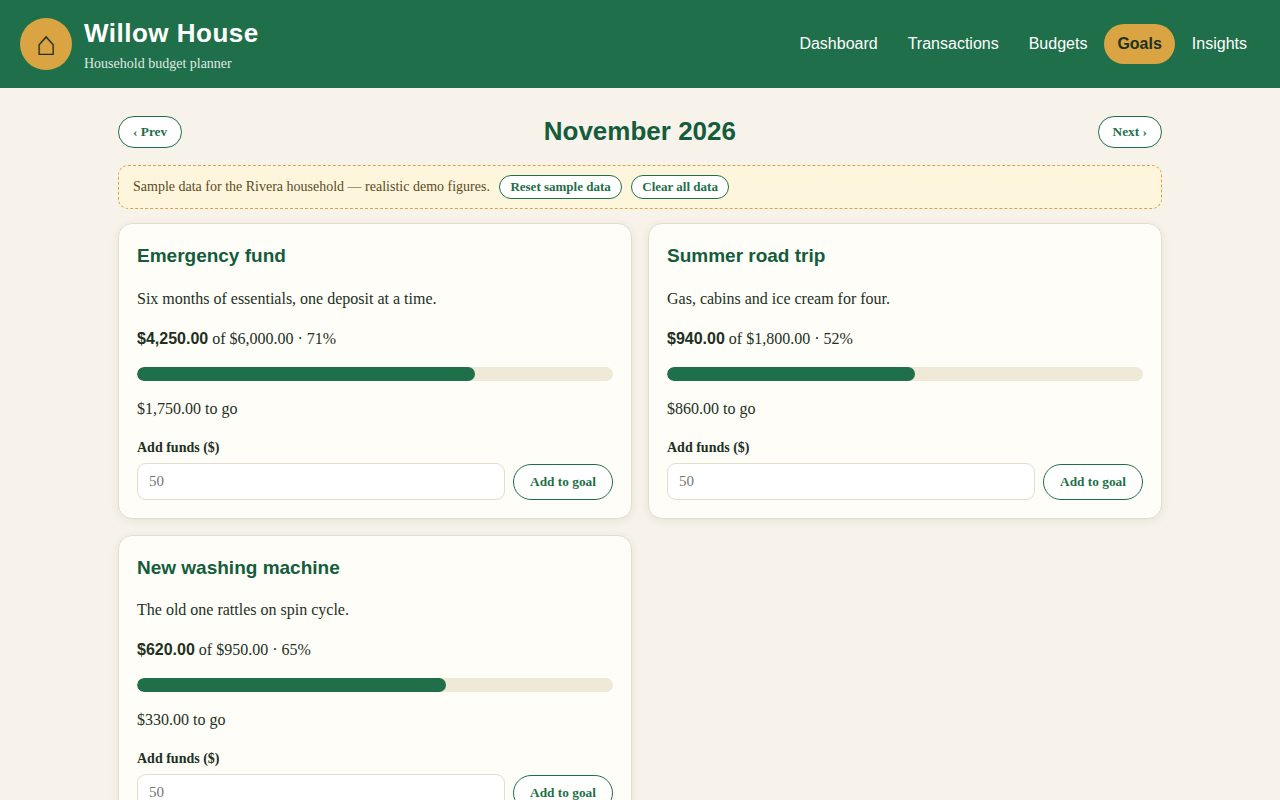 Willow House
Household budget planner
Dashboard
Transactions
Budgets
Goals
Insights
‹ Prev
November 2026
Next ›
Sample data for the Rivera household — realistic demo figures.
Reset sample data
Clear all data
Emergency fund
Six months of essentials, one deposit at a time.
$4,250.00 of $6,000.00 · 71%
$1,750.00 to go
Add funds ($)
50
Add to goal
Summer road trip
Gas, cabins and ice cream for four.
$940.00 of $1,800.00 · 52%
$860.00 to go
Add funds ($)
50
Add to goal
New washing machine
The old one rattles on spin cycle.
$620.00 of $950.00 · 65%
$330.00 to go
Add funds ($)
50
Add to goal